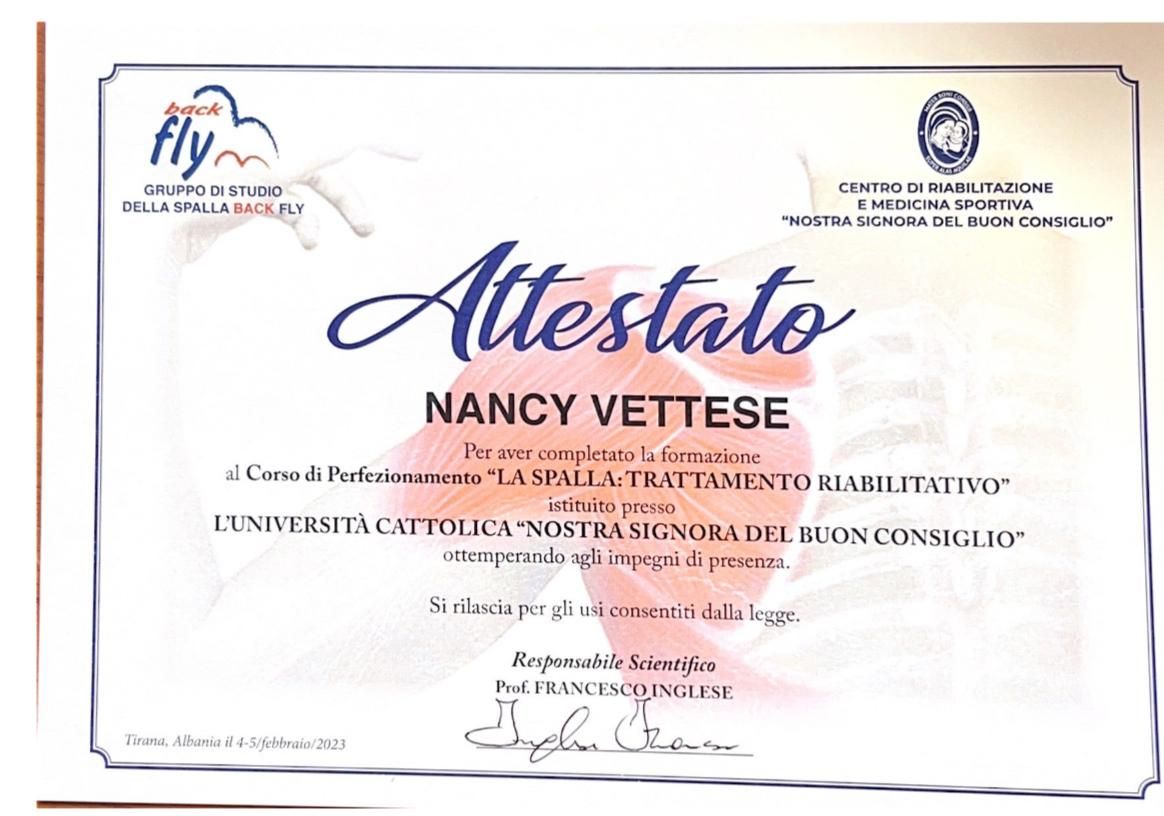 back
fly
GRUPPO DI STUDIO
DELLA SPALLA BACK FLY
CENTRO DI RIABILITAZIONE
E MEDICINA SPORTIVA
“NOSTRA SIGNORA DEL BUON CONSIGLIO”
Attestato
NANCY VETTESE
Per aver completato la formazione
al Corso di Perfezionamento “LA SPALLA: TRATTAMENTO RIABILITATIVO”
istituito presso
L’UNIVERSITÀ CATTOLICA “NOSTRA SIGNORA DEL BUON CONSIGLIO”
ottemperando agli impegni di presenza.
Si rilascia per gli usi consentiti dalla legge.
Responsabile Scientifico
Prof. FRANCESCO INGLESE
Tirana, Albania il 4-5/febbraio/2023